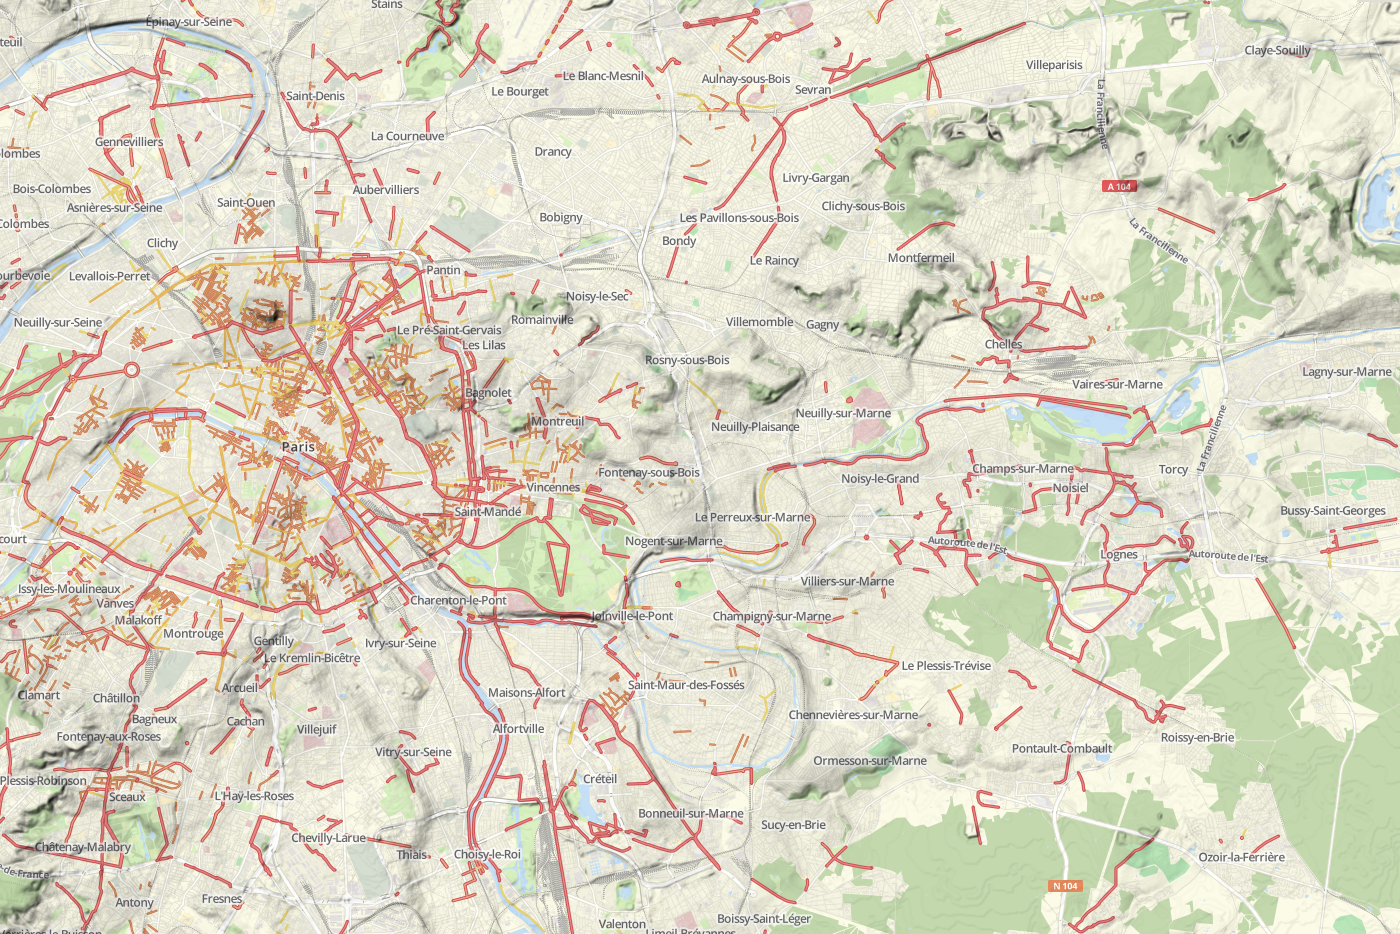 Stains
Épinay-sur-Seine
Claye-Souilly
Villeparisis
Le Blanc-Mesnil
Aulnay-sous-Bois
Le Bourget
Sevran
Saint-Denis
La Francilienne
La Courneuve
Gennevilliers
Drancy
Livry-Gargan
A 104
Bois-Colombes
Aubervilliers
Saint-Ouen
Clichy-sous-Bois
Asnières-sur-Seine
Bobigny
Les Pavillons-sous-Bois
La Francilienne
Clichy
Bondy
Montfermeil
Le Raincy
Pantin
Levallois-Perret
Noisy-le-Sec
Romainville
Neuilly-sur-Seine
Villemomble
Gagny
Le Pré-Saint-Gervais
Les Lilas
Chelles
Rosny-sous-Bois
Lagny-sur-Marne
Vaires-sur-Marne
Bagnolet
Neuilly-sur-Marne
Montreuil
Neuilly-Plaisance
La Francilienne
Paris
Fontenay-sous-Bois
Champs-sur-Marne
Torcy
Noisy-le-Grand
Vincennes
Noisiel
Saint-Mandé
Bussy-Saint-Georges
Le Perreux-sur-Marne
Nogent-sur-Marne
Autoroute de l'Est
Lognes
Autoroute de l'Est
Villiers-sur-Marne
Issy-les-Moulineaux
Charenton-le-Pont
Vanves
Joinville-le-Pont
Champigny-sur-Marne
Malakoff
Montrouge
Gentilly
Ivry-sur-Seine
Le Kremlin-Bicêtre
Le Plessis-Trévise
Saint-Maur-des-Fossés
Arcueil
Clamart
Châtillon
Maisons-Alfort
Chennevières-sur-Marne
Bagneux
Cachan
Villejuif
Alfortville
Fontenay-aux-Roses
Roissy-en-Brie
Pontault-Combault
Vitry-sur-Seine
Ormesson-sur-Marne
Plessis-Robinson
Créteil
Sceaux
L'Haÿ-les-Roses
Bonneuil-sur-Marne
Sucy-en-Brie
Chevilly-Larue
Châtenay-Malabry
Thiais
Choisy-le-Roi
Ozoir-la-Ferrière
N 104
Fresnes
Antony
Boissy-Saint-Léger
Valenton
Limeil-Brévannes